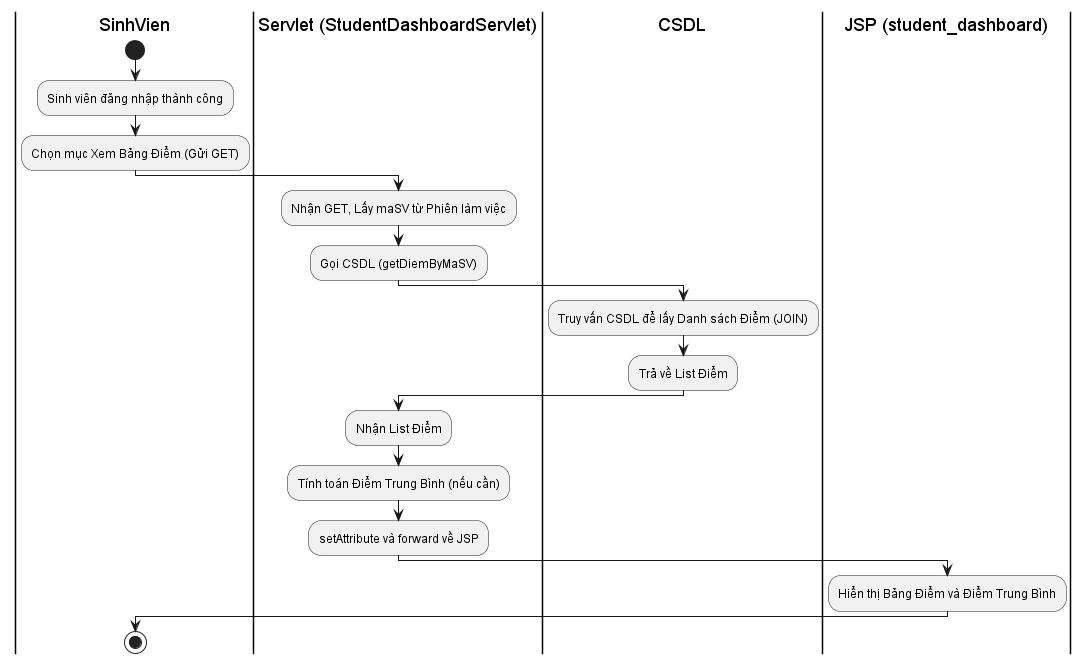 SinhVien
Servlet (StudentDashboardServlet)
CSDL
JSP (student_dashboard)
Sinh viên đăng nhập thành công
Chọn mục Xem Bảng Điểm (Gửi GET)
Nhận GET, Lấy maSV từ Phiên làm việc
Gọi CSDL (getDiemByMaSV)
Truy vấn CSDL để lấy Danh sách Điểm (JOIN)
Trả về List Điểm
Nhận List Điểm
Tính toán Điểm Trung Bình (nếu cần)
setAttribute và forward về JSP
Hiển thị Bảng Điểm và Điểm Trung Bình